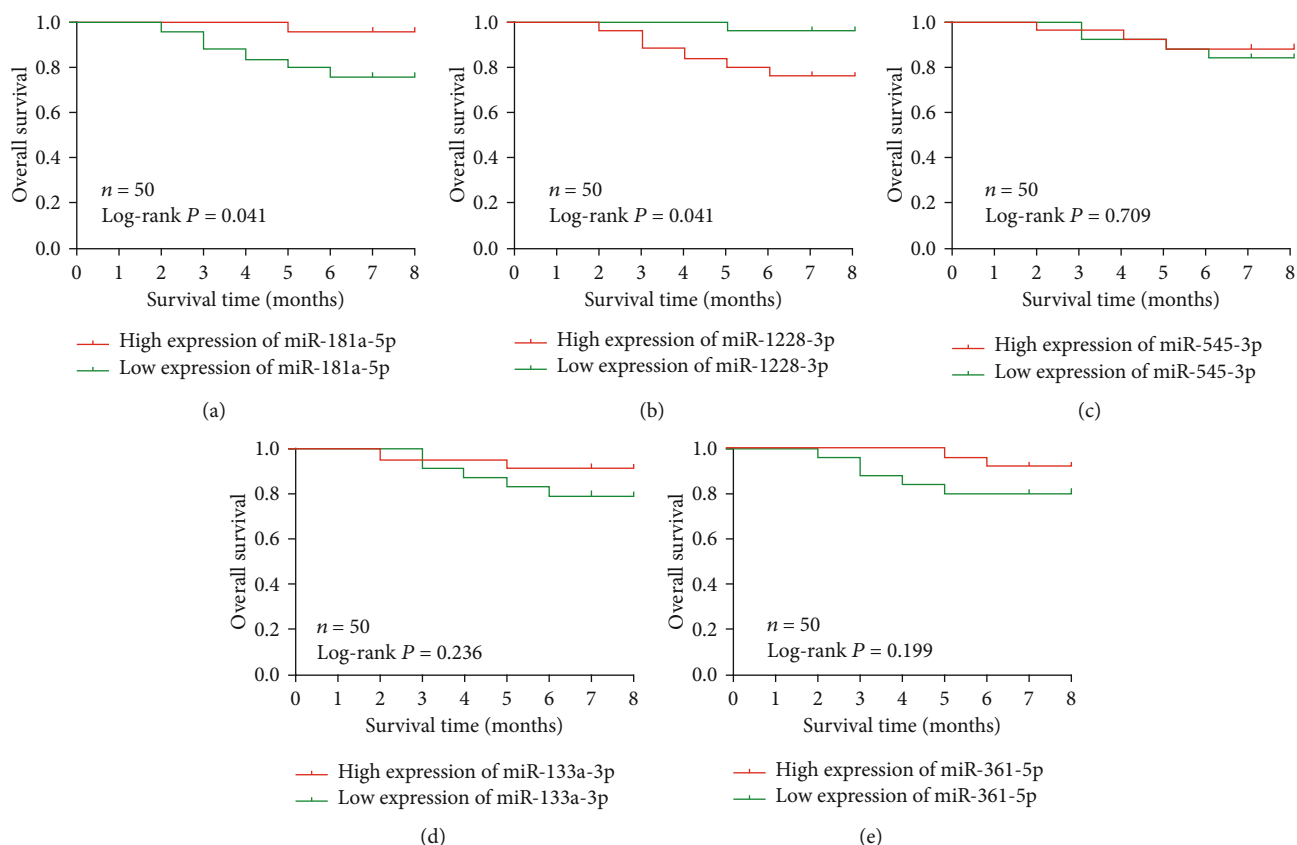 1.0
0.8
0.6
0.4
0.2
0.0
Overall survival
n = 50
Log-rank P = 0.041
0 1 2 3 4 5 6 7 8
Survival time (months)
High expression of miR-181a-5p
Low expression of miR-181a-5p
(a)
1.0
0.8
0.6
0.4
0.2
0.0
Overall survival
n = 50
Log-rank P = 0.041
0 1 2 3 4 5 6 7 8
Survival time (months)
High expression of miR-1228-3p
Low expression of miR-1228-3p
(b)
1.0
0.8
0.6
0.4
0.2
0.0
Overall survival
n = 50
Log-rank P = 0.709
0 1 2 3 4 5 6 7 8
Survival time (months)
High expression of miR-545-3p
Low expression of miR-545-3p
(c)
1.0
0.8
0.6
0.4
0.2
0.0
Overall survival
n = 50
Log-rank P = 0.236
0 1 2 3 4 5 6 7 8
Survival time (months)
High expression of miR-133a-3p
Low expression of miR-133a-3p
(d)
1.0
0.8
0.6
0.4
0.2
0.0
Overall survival
n = 50
Log-rank P = 0.199
0 1 2 3 4 5 6 7 8
Survival time (months)
High expression of miR-361-5p
Low expression of miR-361-5p
(e)